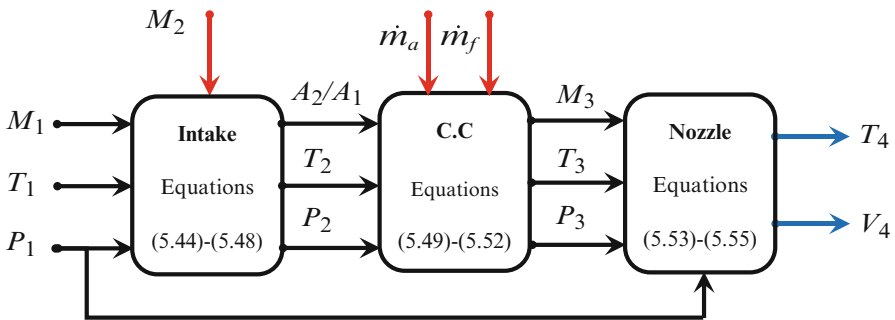 M₂
ṁₐ ṁ_f
M₁
T₁
P₁
Intake
Equations
(5.44)-(5.48)
A₂/A₁
T₂
P₂
C.C
Equations
(5.49)-(5.52)
M₃
T₃
P₃
Nozzle
Equations
(5.53)-(5.55)
T₄
V₄